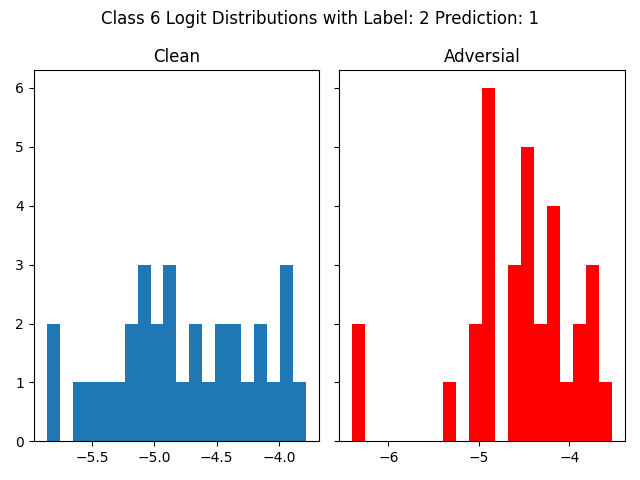 Class 6 Logit Distributions with Label: 2 Prediction: 1
Clean
Adversial
6
5
4
3
2
1
0
−5.5 −5.0 −4.5 −4.0
−6 −5 −4